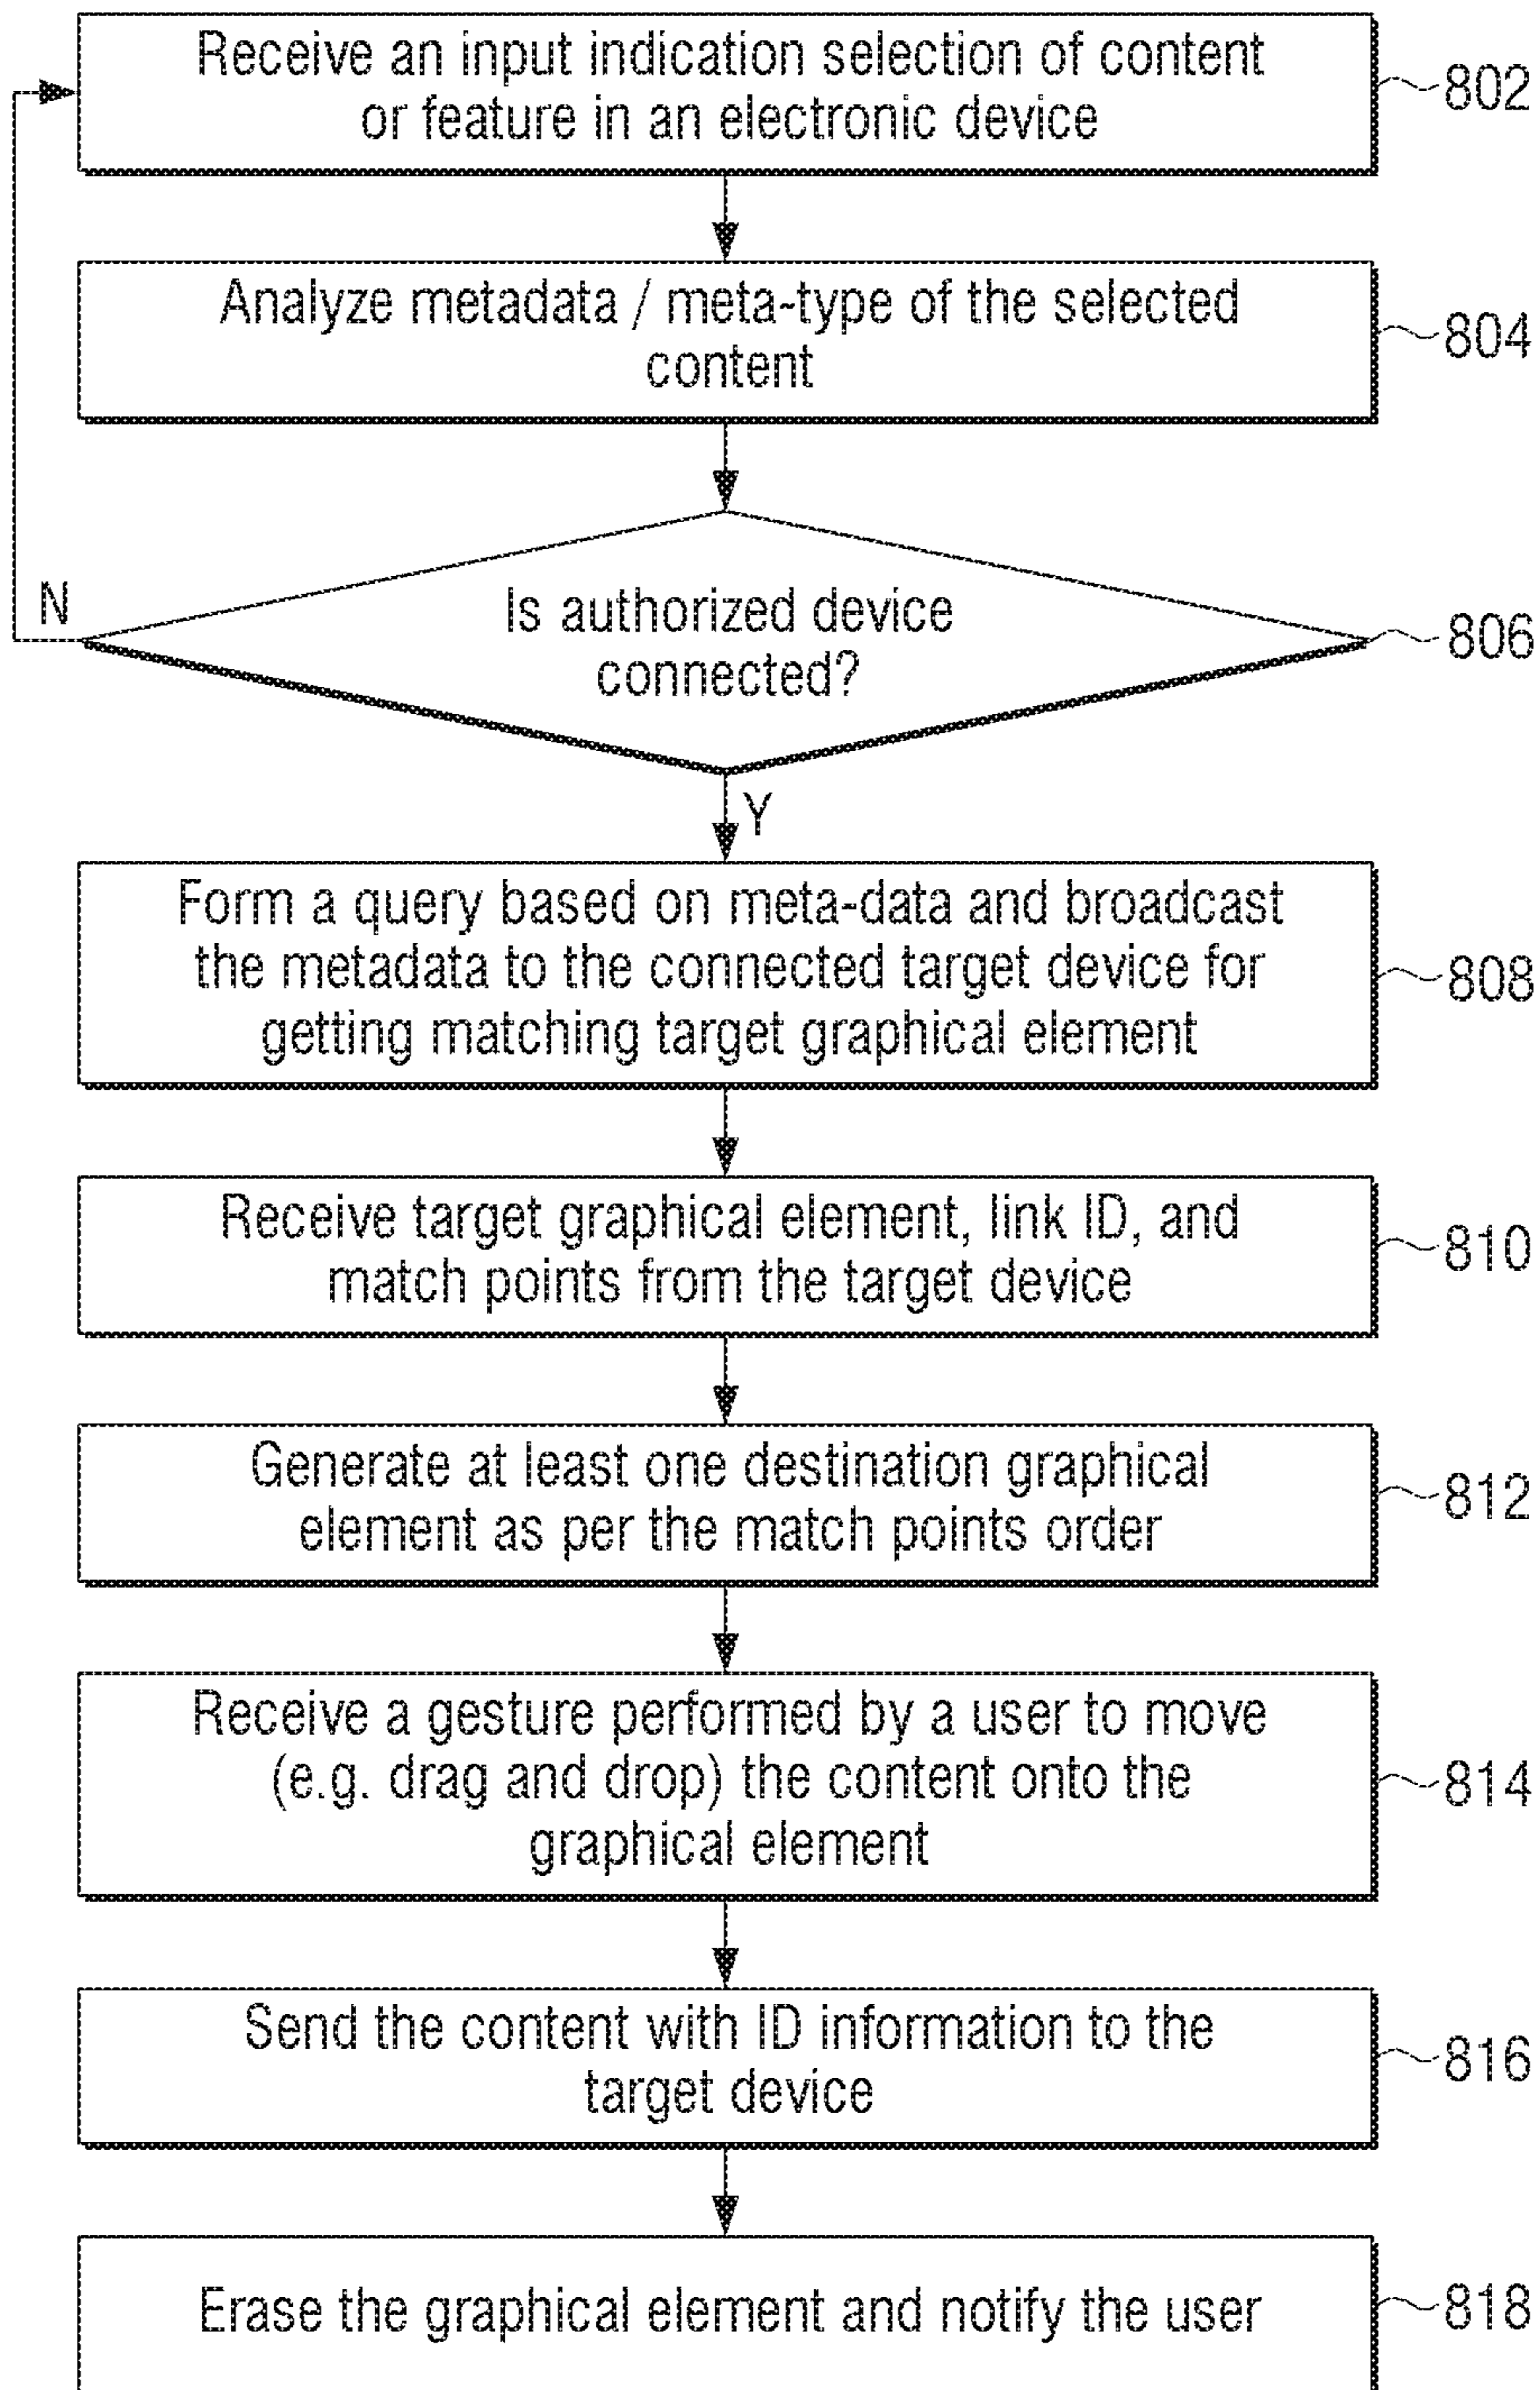 Receive an input indication selection of content
or feature in an electronic device
802
Analyze metadata / meta-type of the selected
content
804
N
Is authorized device
connected?
806
Y
Form a query based on meta-data and broadcast
the metadata to the connected target device for
getting matching target graphical element
808
Receive target graphical element, link ID, and
match points from the target device
810
Generate at least one destination graphical
element as per the match points order
812
Receive a gesture performed by a user to move
(e.g. drag and drop) the content onto the
graphical element
814
Send the content with ID information to the
target device
816
Erase the graphical element and notify the user
818